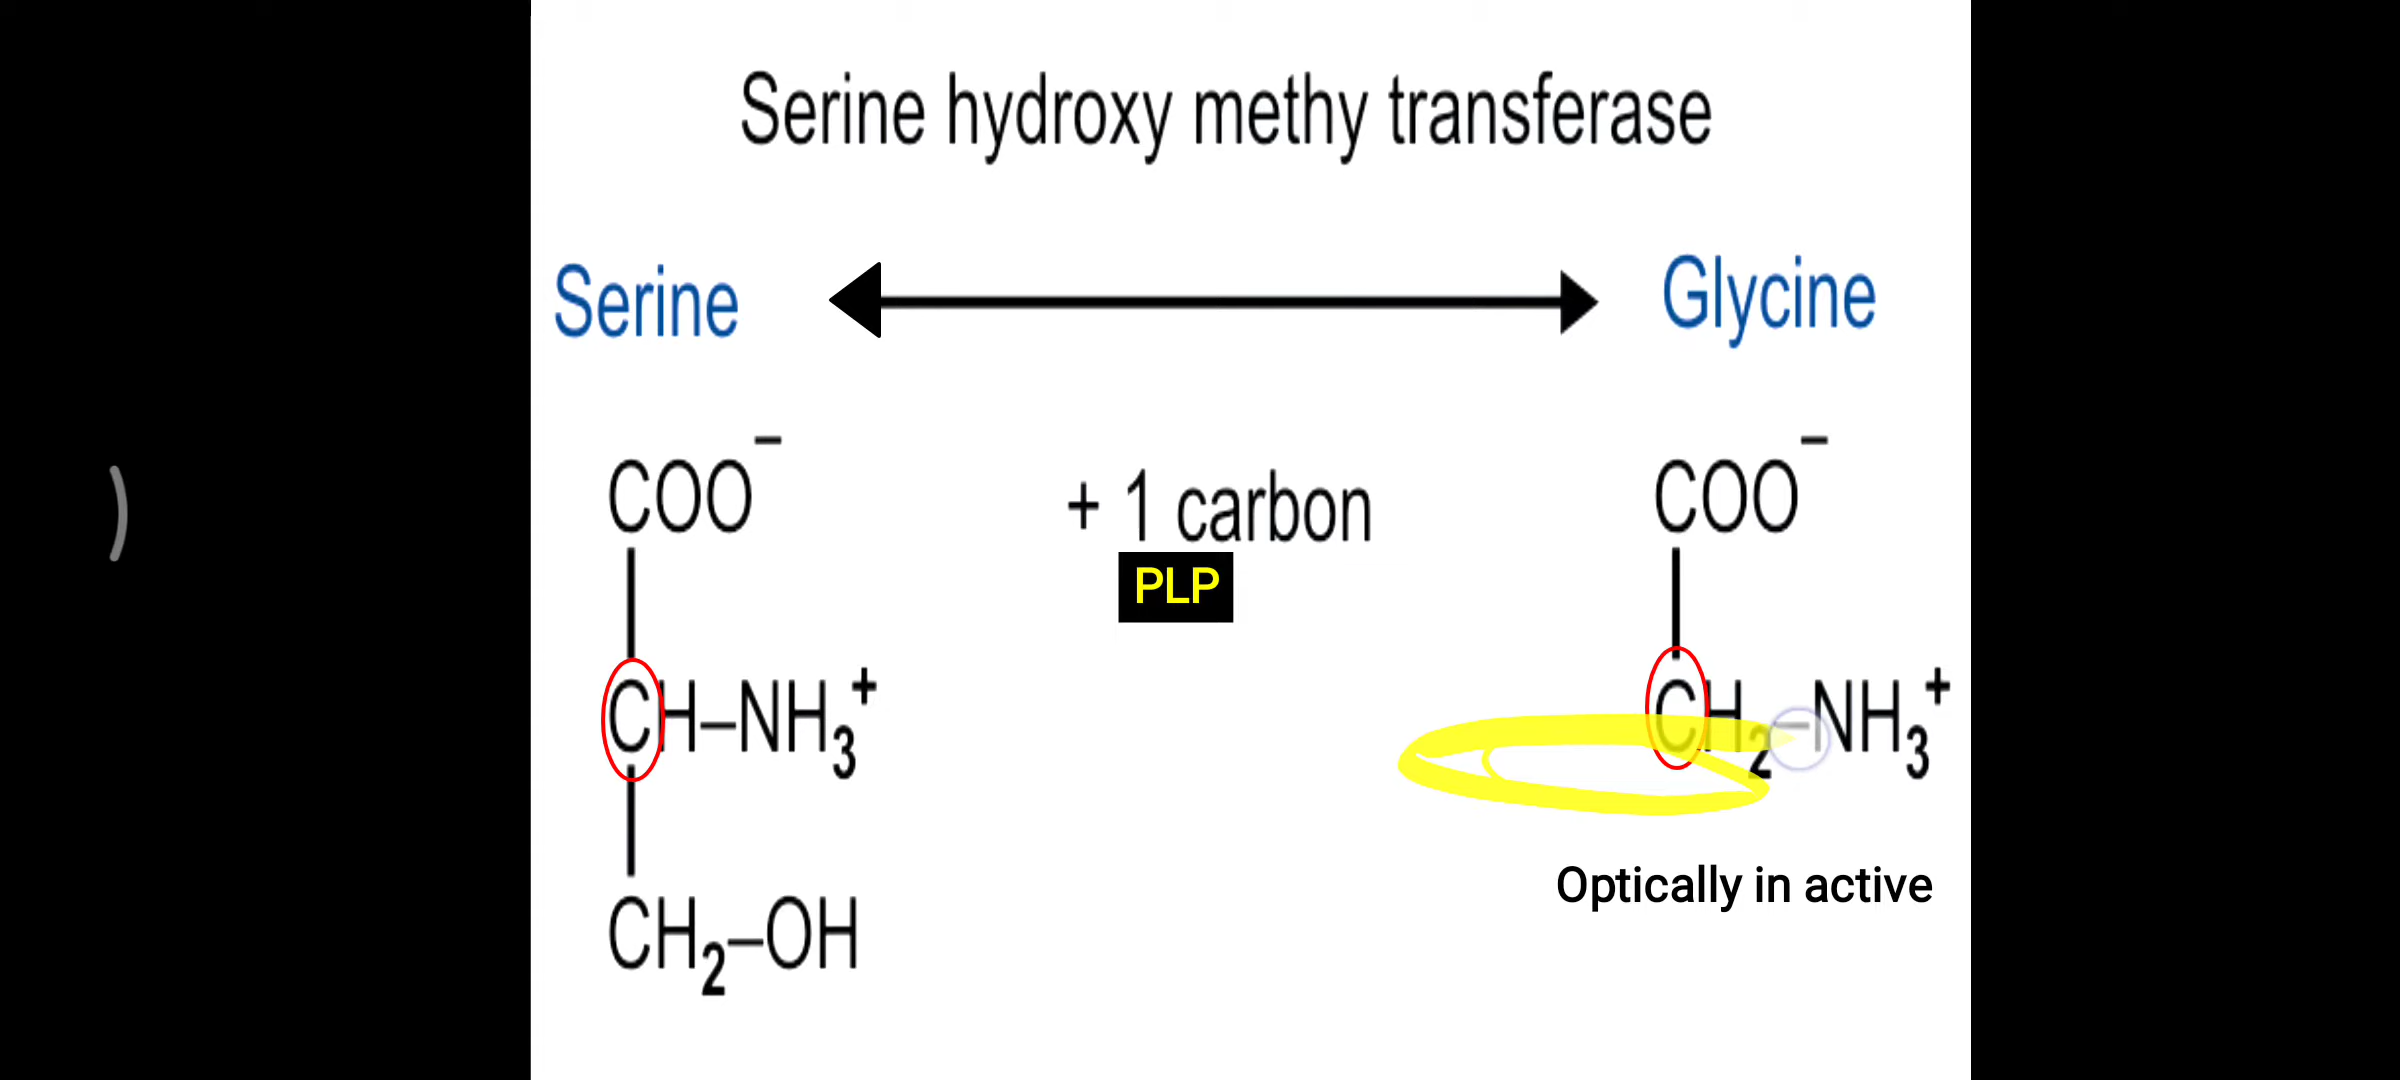 Serine hydroxy methy transferase
Serine Glycine
COO⁻ + 1 carbon COO⁻
PLP
CH–NH₃⁺ CH₂–NH₃⁺
Optically in active
CH₂–OH